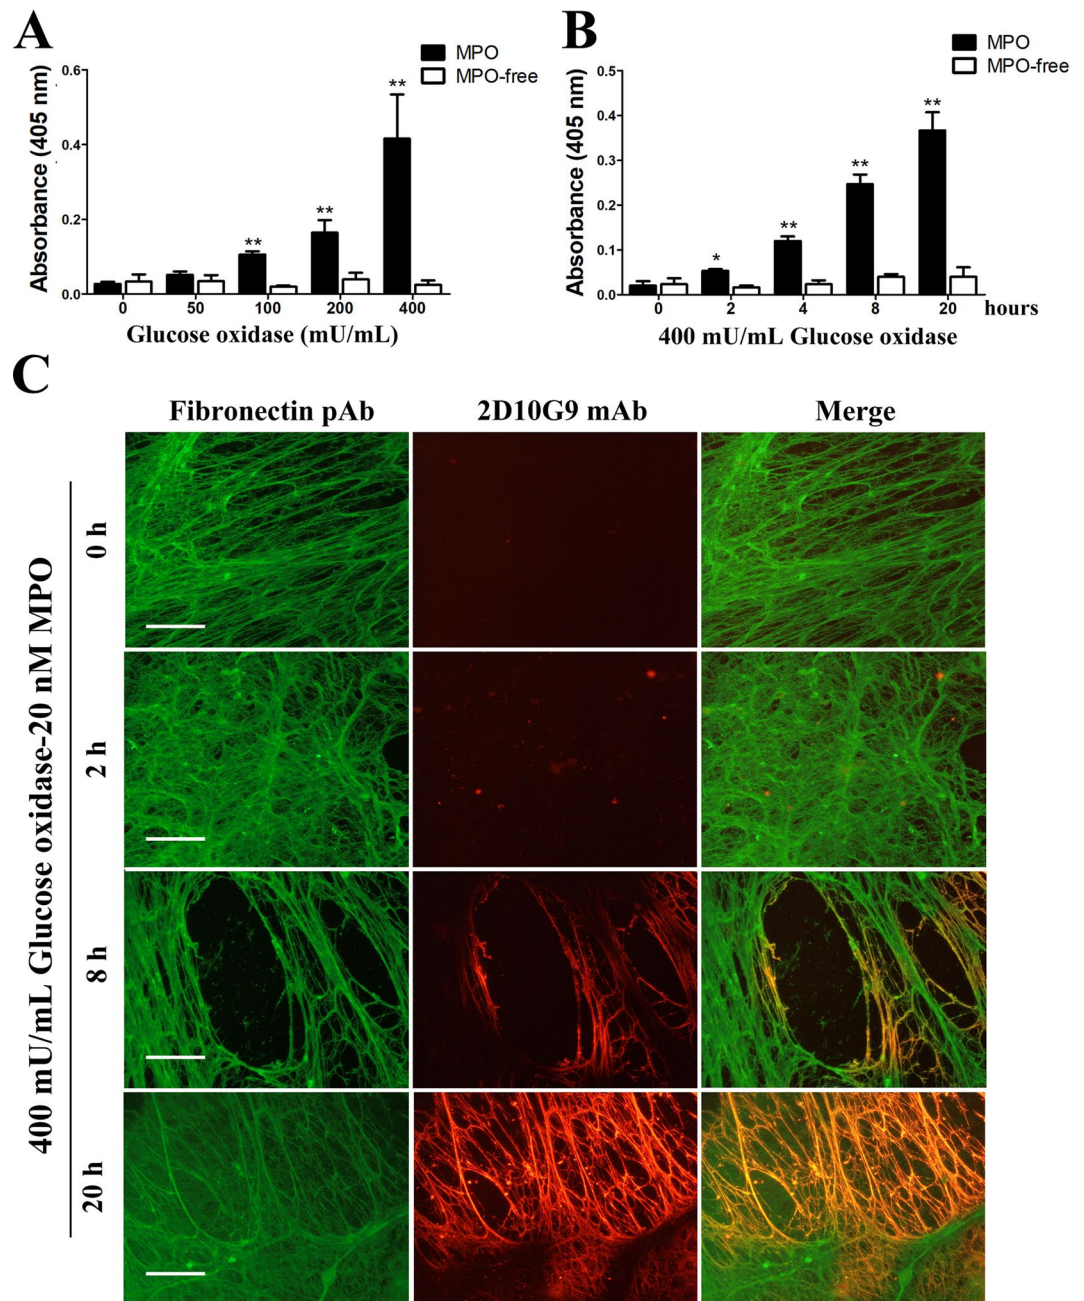 A
MPO
MPO-free
Absorbance (405 nm)
0.6
0.4
0.2
0.0
**
**
**
0
50
100
200
400
Glucose oxidase (mU/mL)
B
MPO
MPO-free
Absorbance (405 nm)
0.5
0.4
0.3
0.2
0.1
0.0
*
**
**
**
0
2
4
8
20
hours
400 mU/mL Glucose oxidase
C
Fibronectin pAb
2D10G9 mAb
Merge
400 mU/mL Glucose oxidase-20 nM MPO
0 h
2 h
8 h
20 h